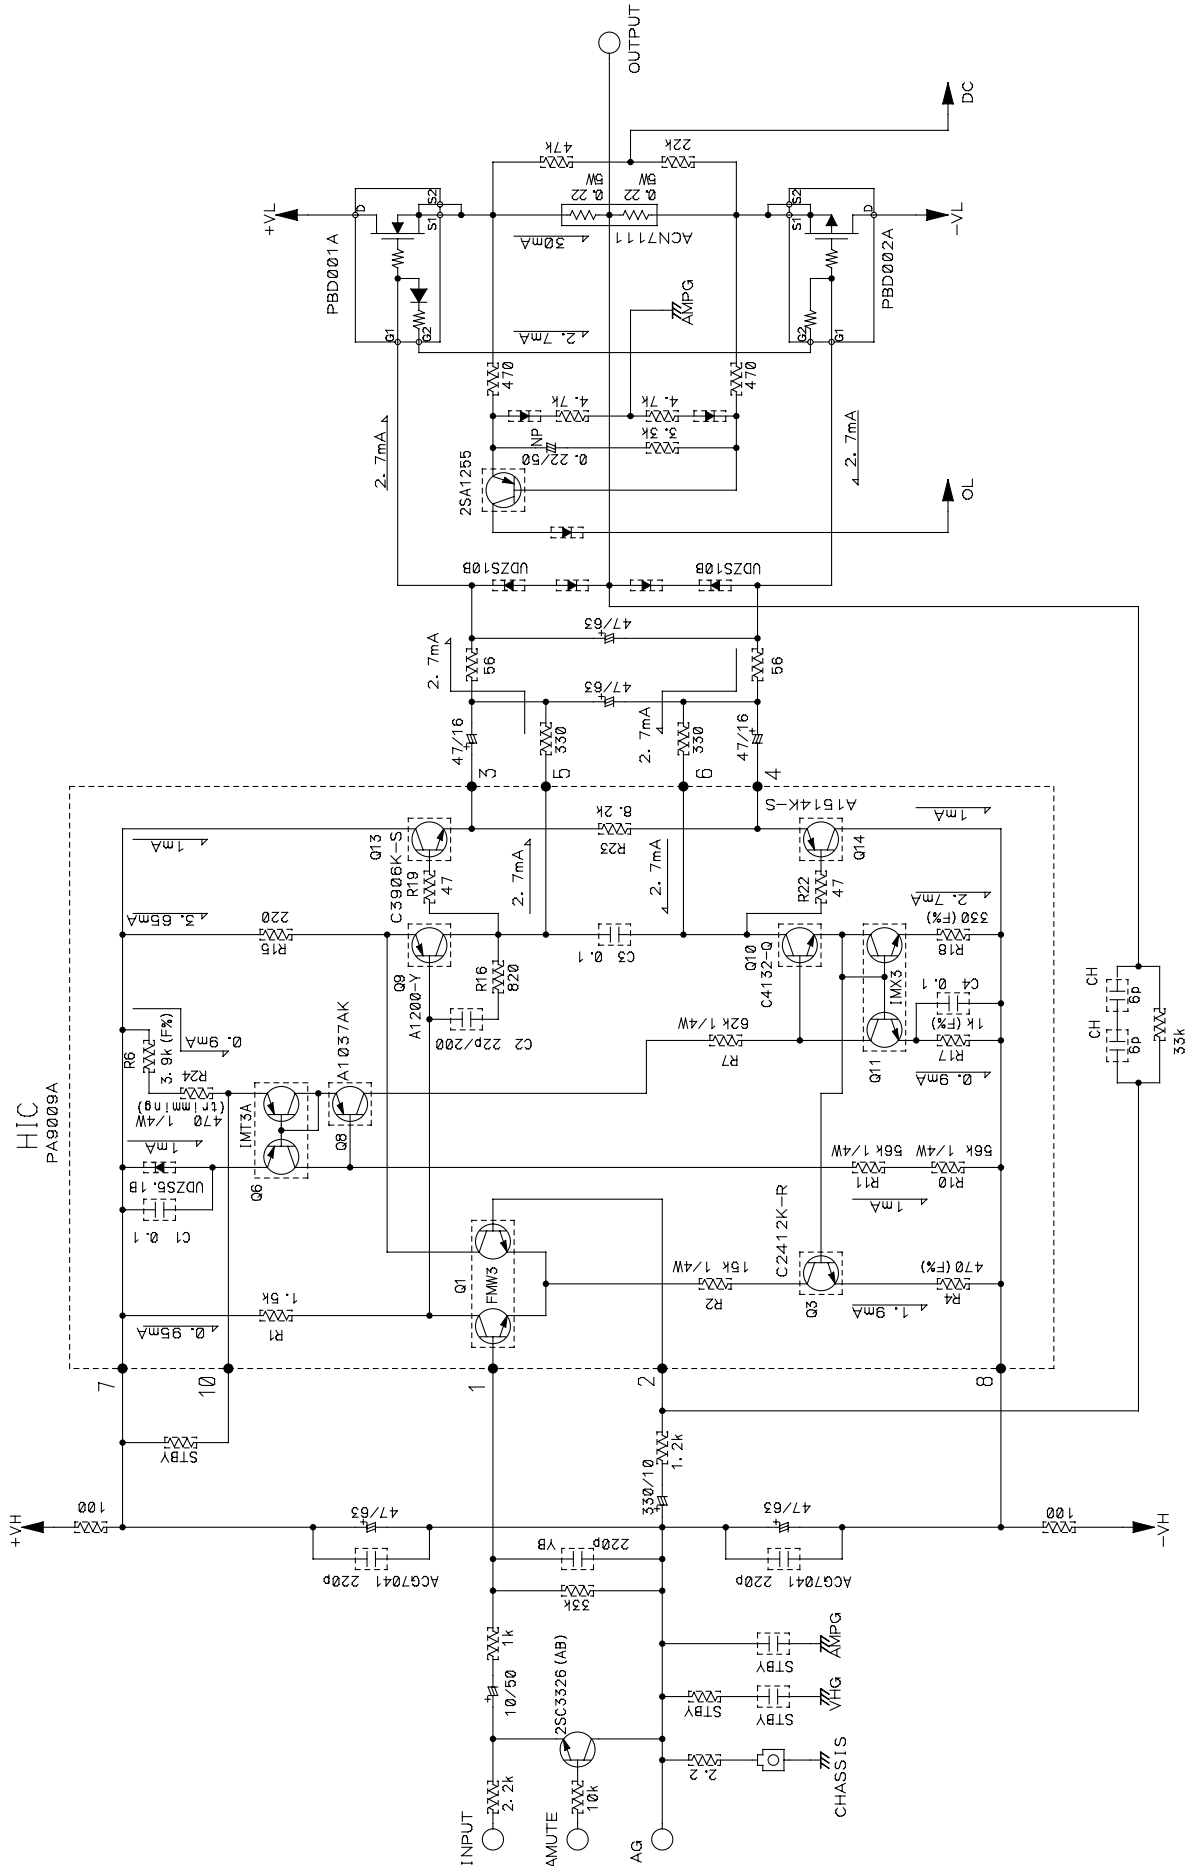 OUTPUT
DC
47k
22k
+VL
D
S2
S1
PBD001A
0.22
5W
0.22
5W
30mA
ACN7111
S1
S2
D
-VL
PBD002A
G1
G2
2.7mA
AMPG
G2
G1
470
470
4.7k
4.7k
2.7mA
NP
0.22/50
3.3k
2.7mA
2SA1255
OL
UDZS10B
UDZS10B
47/63
2.7mA
56
56
47/63
47/16
330
2.7mA
330
47/16
3
5
6
4
HIC
PA9009A
1mA
Q13
C3906K-S
8.2k
R23
A1514K-S
Q14
1mA
R19
47
2.7mA
2.7mA
R22
47
3.65mA
220
R15
Q9
A1200-Y
C3 0.1
Q10
C4132-Q
2.7mA
330(F%)
R18
R16
820
C2 22p/200
IMX3
C4 0.1
R6
3.9k(F%)
0.9mA
R24
470 1/4W
(trimming)
A1037AK
62k 1/4W
R7
Q11
1k(F%)
R17
0.9mA
IMT3A
Q8
1mA
UDZS5.1B
Q6
56k 1/4W
R11
56k 1/4W
R10
1mA
C1 0.1
Q1
FMW3
C2412K-R
15k 1/4W
R2
Q3
470(F%)
R4
1.9mA
1.5k
R1
0.95mA
7
10
1
2
8
STBY
1.2k
330/10
CH
6p
CH
6p
33k
+VH
100
47/63
47/63
100
-VH
220p
ACG7041
YB
220p
220p
ACG7041
33k
1k
10/50
2SC3326(AB)
STBY
AMPG
STBY
STBY
VHG
2.2
CHASSIS
2.2k
10k
INPUT
AMUTE
AG